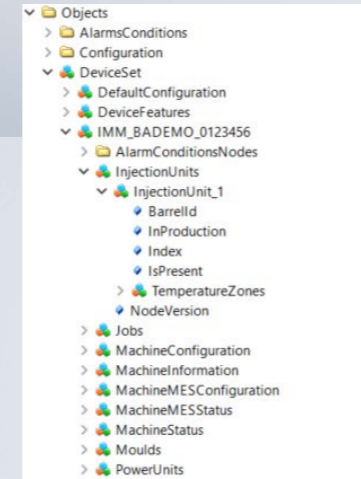 Objects
AlarmsConditions
Configuration
DeviceSet
DefaultConfiguration
DeviceFeatures
IMM_BADEMO_0123456
AlarmConditionsNodes
InjectionUnits
InjectionUnit_1
BarrelId
InProduction
Index
IsPresent
TemperatureZones
NodeVersion
Jobs
MachineConfiguration
MachineInformation
MachineMESConfiguration
MachineMESStatus
MachineStatus
Moulds
PowerUnits